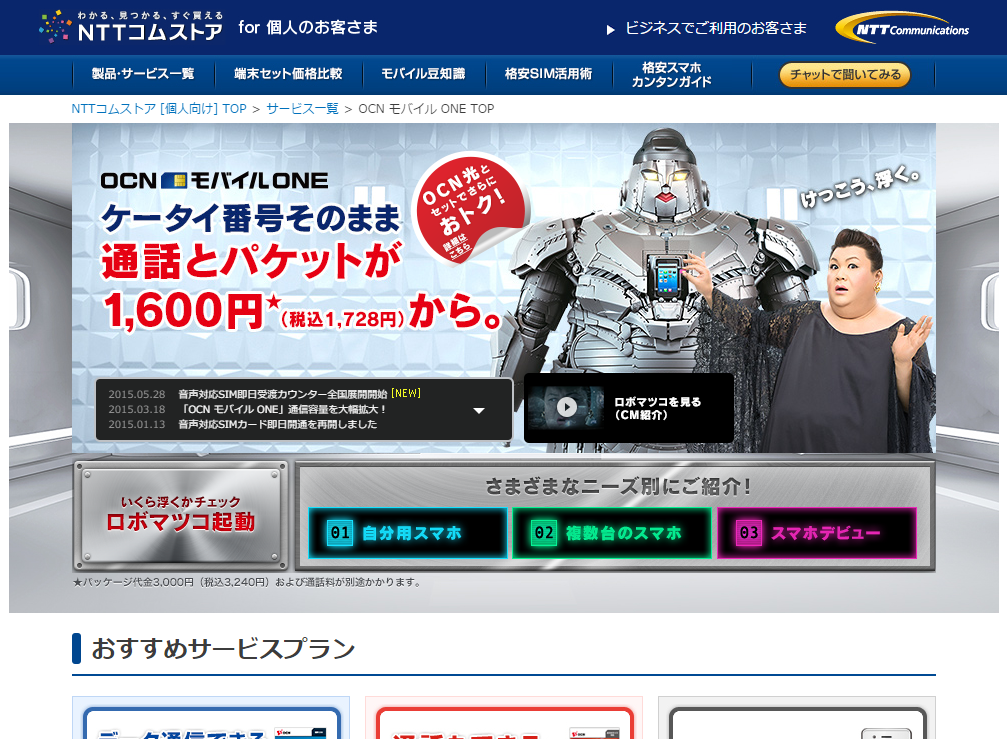 わかる、見つかる、すぐ買える
NTTコムストア for 個人のお客さま
ビジネスでご利用のお客さま
NTT Communications
製品・サービス一覧
端末セット価格比較
モバイル豆知識
格安SIM活用術
格安スマホ
カンタンガイド
チャットで聞いてみる
NTTコムストア [個人向け] TOP > サービス一覧 > OCN モバイル ONE TOP
OCN モバイル ONE
ケータイ番号そのまま
通話とパケットが
1,600円★(税込1,728円)から。
OCN光と
セットでさらに
おトク!
詳細は
こちら
けっこう、浮く。
2015.05.28 音声対応SIM即日受渡カウンター全国展開開始 [NEW]
2015.03.18 「OCN モバイル ONE」通信容量を大幅拡大！
2015.01.13 音声対応SIMカード即日開通を再開しました
ロボマツコを見る
（CM紹介）
いくら浮くかチェック
ロボマツコ起動
さまざまなニーズ別にご紹介！
01 自分用スマホ
02 複数台のスマホ
03 スマホデビュー
★パッケージ代金3,000円（税込3,240円）および通話料が別途かかります。
おすすめサービスプラン
データ通信できる